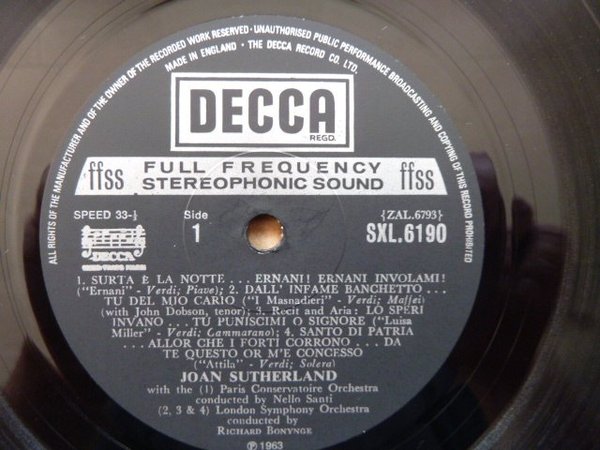 ALL RIGHTS OF THE MANUFACTURER AND OF THE OWNER OF THE RECORDED WORK RESERVED · UNAUTHORISED PUBLIC PERFORMANCE BROADCASTING AND COPYING OF THIS RECORD PROHIBITED
MADE IN ENGLAND · THE DECCA RECORD CO. LTD.
DECCA
REGD.
ffss FULL FREQUENCY STEREOPHONIC SOUND ffss
SPEED 33-⅓ Side {ZAL.6793}
1 SXL.6190
DECCA
1. SURTA È LA NOTTE . . . ERNANI! ERNANI INVOLAMI!
("Ernani" - Verdi; Piave); 2. DALL' INFAME BANCHETTO . . .
TU DEL MIO CARIO ("I Masnadieri" - Verdi; Maffei)
(with John Dobson, tenor); 3. Recit and Aria: LO SPERI
INVANO . . . TU PUNISCIMI O SIGNORE ("Luisa
Miller" - Verdi; Cammarano); 4. SANTO DI PATRIA
. . . ALLOR CHE I FORTI CORRONO . . . DA
TE QUESTO OR M'E CONCESSO
("Attila" - Verdi; Solera)
JOAN SUTHERLAND
with the (1) Paris Conservatoire Orchestra
conducted by Nello Santi
(2, 3 & 4) London Symphony Orchestra
conducted by
RICHARD BONYNGE
℗ 1963